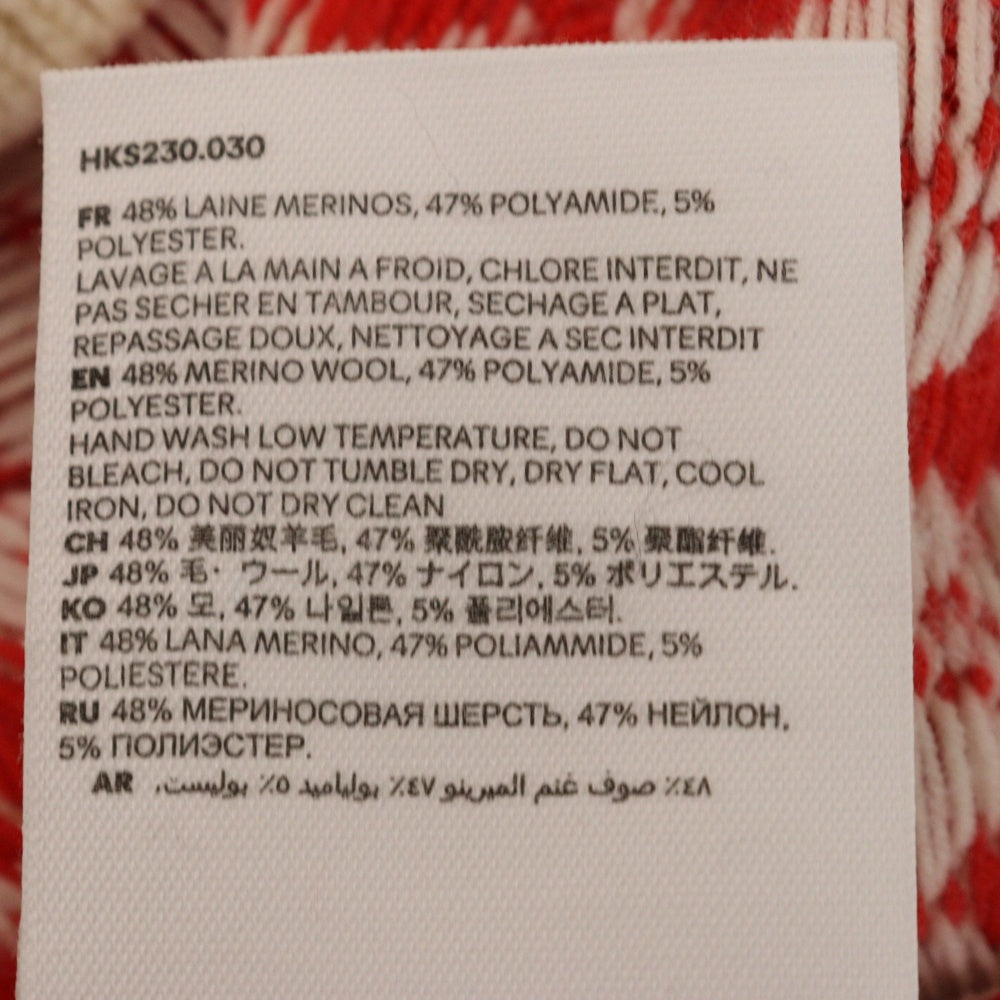 HKS230.030
FR 48% LAINE MERINOS, 47% POLYAMIDE, 5%
POLYESTER.
LAVAGE A LA MAIN A FROID, CHLORE INTERDIT, NE
PAS SECHER EN TAMBOUR, SECHAGE A PLAT,
REPASSAGE DOUX, NETTOYAGE A SEC INTERDIT
EN 48% MERINO WOOL, 47% POLYAMIDE, 5%
POLYESTER.
HAND WASH LOW TEMPERATURE, DO NOT
BLEACH, DO NOT TUMBLE DRY, DRY FLAT, COOL
IRON, DO NOT DRY CLEAN
CH 48% 美丽奴羊毛, 47% 聚酰胺纤维, 5% 聚酯纤维.
JP 48% 毛・ウール, 47% ナイロン, 5% ポリエステル.
KO 48% 모, 47% 나일론, 5% 폴리에스터.
IT 48% LANA MERINO, 47% POLIAMMIDE, 5%
POLIESTERE.
RU 48% МЕРИНОСОВАЯ ШЕРСТЬ, 47% НЕЙЛОН,
5% ПОЛИЭСТЕР.
AR ٤٨٪ صوف غنم الميرينو ٤٧٪ بولياميد ٥٪ بوليست.